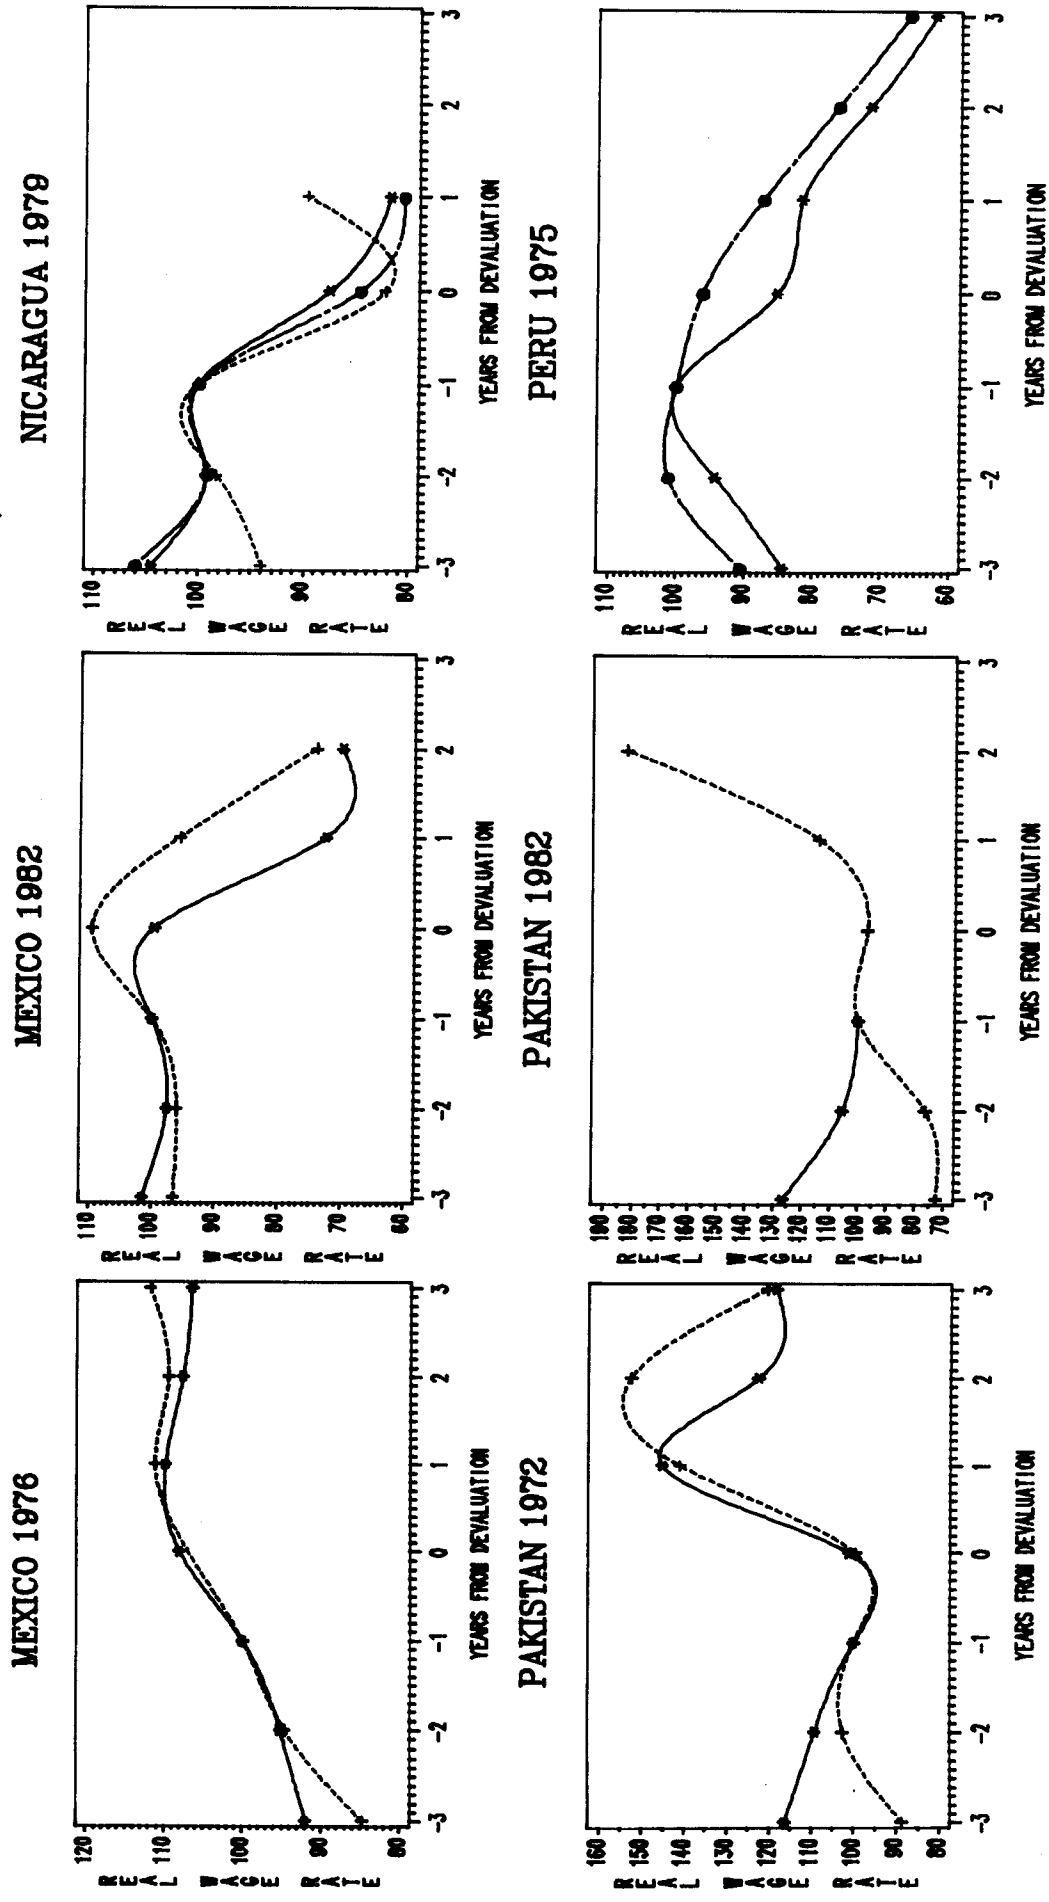 MEXICO 1976
REAL WAGE RATE
120
110
100
90
80
-3 -2 -1 0 1 2 3
YEARS FROM DEVALUATION
MEXICO 1982
REAL WAGE RATE
110
100
90
80
70
60
-3 -2 -1 0 1 2 3
YEARS FROM DEVALUATION
NICARAGUA 1979
REAL WAGE RATE
110
100
90
80
-3 -2 -1 0 1 2 3
YEARS FROM DEVALUATION
PAKISTAN 1972
REAL WAGE RATE
160
150
140
130
120
110
100
90
80
-3 -2 -1 0 1 2 3
YEARS FROM DEVALUATION
PAKISTAN 1982
REAL WAGE RATE
190
180
170
160
150
140
130
120
110
100
90
80
70
-3 -2 -1 0 1 2 3
YEARS FROM DEVALUATION
PERU 1975
REAL WAGE RATE
110
100
90
80
70
60
-3 -2 -1 0 1 2 3
YEARS FROM DEVALUATION